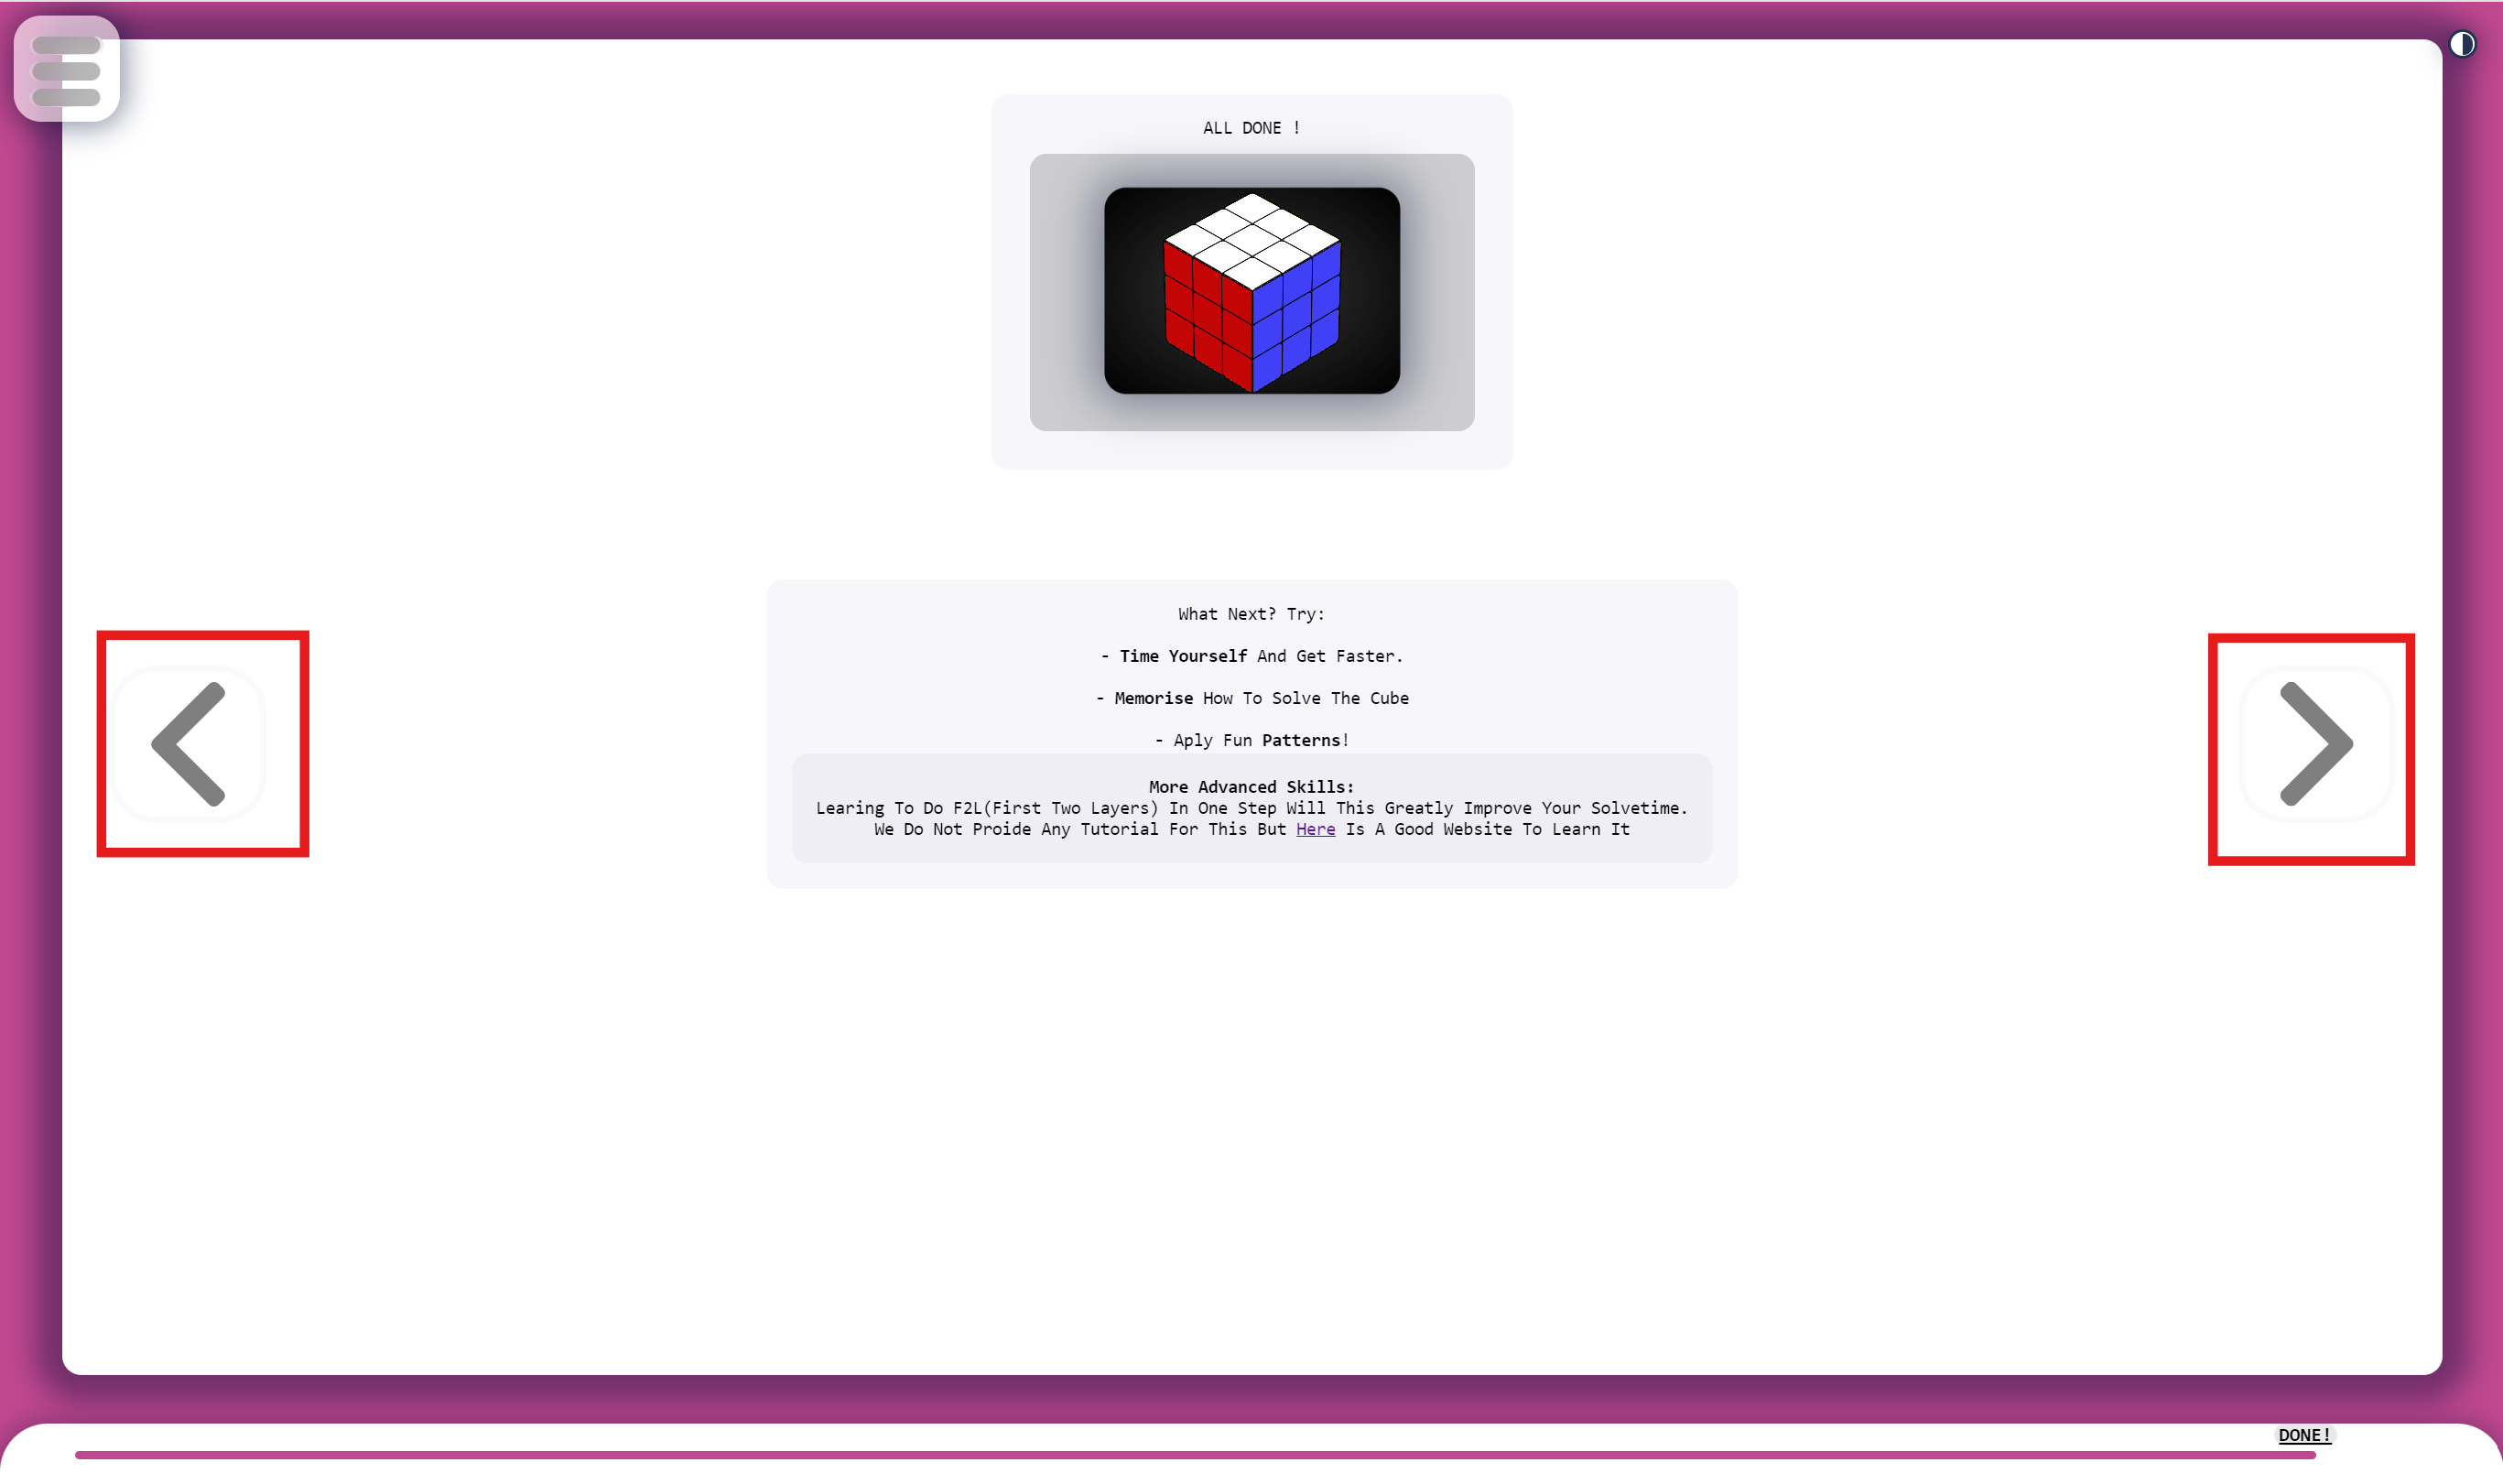 ALL DONE !
What Next? Try:
- Time Yourself And Get Faster.
- Memorise How To Solve The Cube
- Aply Fun Patterns!
More Advanced Skills:
Learing To Do F2L(First Two Layers) In One Step Will This Greatly Improve Your Solvetime.
We Do Not Proide Any Tutorial For This But Here Is A Good Website To Learn It
DONE!